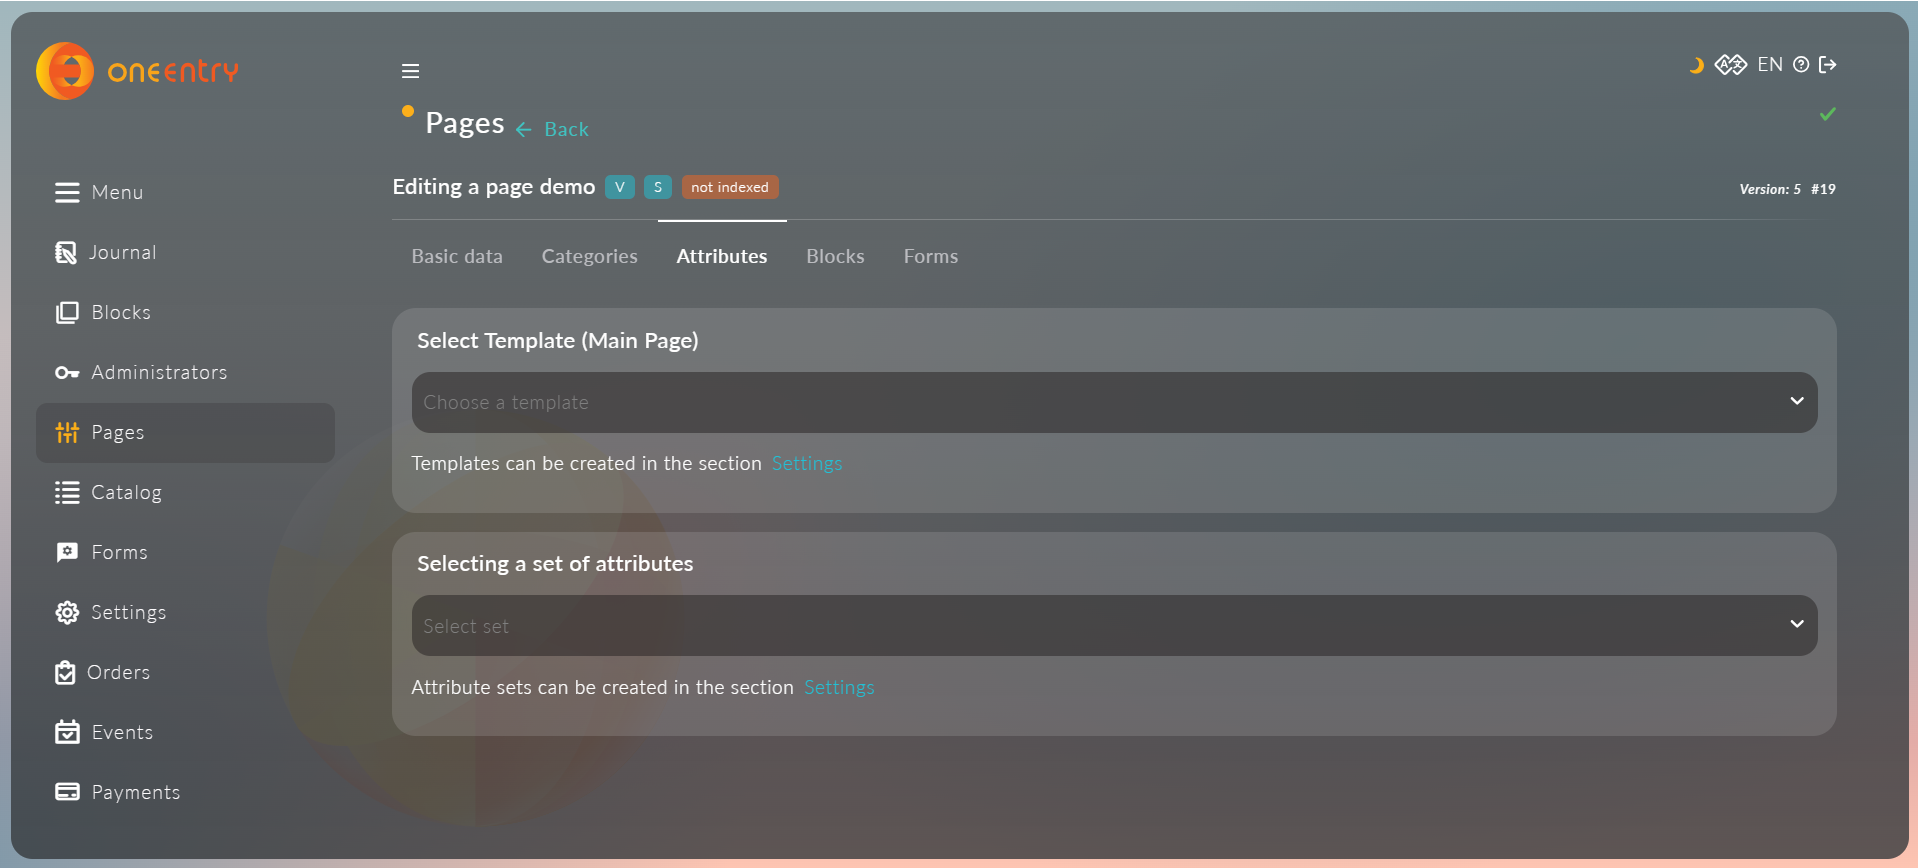 oneentry
EN
Pages ← Back
Menu
Editing a page demo V S not indexed
Version: 5 #19
Journal
Basic data Categories Attributes Blocks Forms
Blocks
Select Template (Main Page)
Administrators
Choose a template
Pages
Templates can be created in the section Settings
Catalog
Forms
Selecting a set of attributes
Settings
Select set
Orders
Attribute sets can be created in the section Settings
Events
Payments